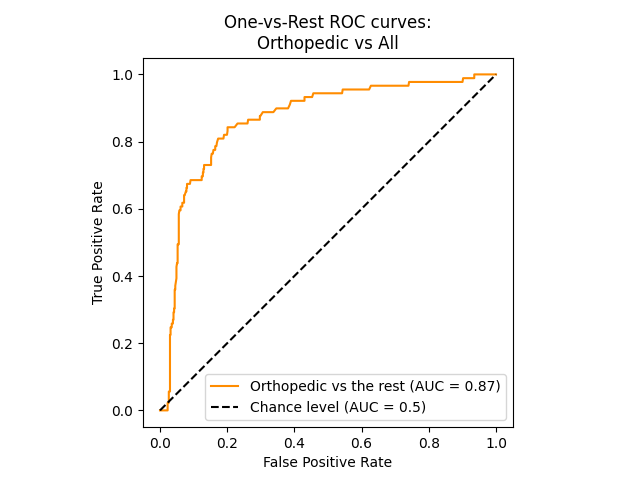 One-vs-Rest ROC curves:
Orthopedic vs All
1.0
0.8
0.6
0.4
0.2
0.0
True Positive Rate
Orthopedic vs the rest (AUC = 0.87)
Chance level (AUC = 0.5)
0.0 0.2 0.4 0.6 0.8 1.0
False Positive Rate